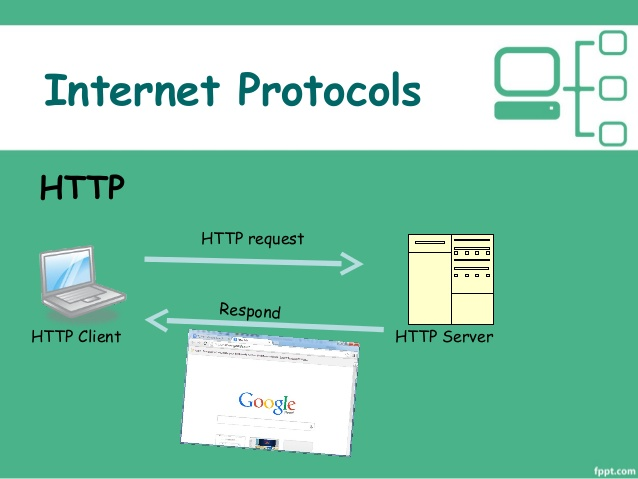 Internet Protocols
HTTP
HTTP request
Respond
HTTP Client
HTTP Server
Google
fppt.com